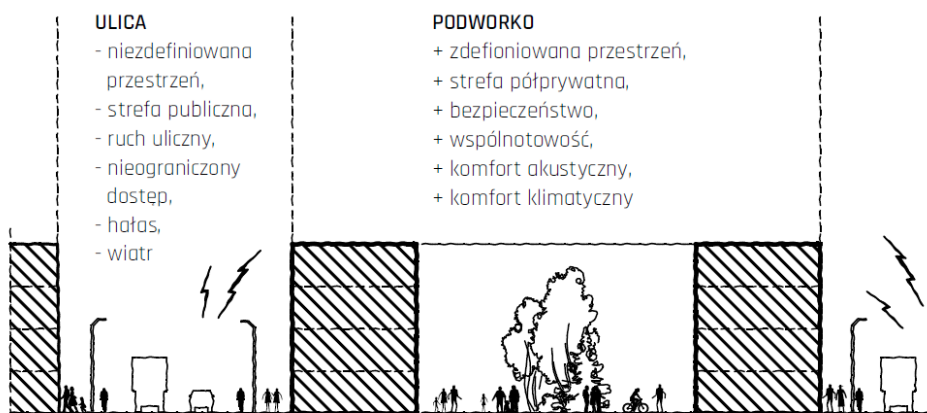 ULICA
- niezdefiniowana
przestrzeń,
- strefa publiczna,
- ruch uliczny,
- nieograniczony
dostęp,
- hałas,
- wiatr
PODWORKO
+ zdefioniowana przestrzeń,
+ strefa półprywatna,
+ bezpieczeństwo,
+ wspólnotowość,
+ komfort akustyczny,
+ komfort klimatyczny